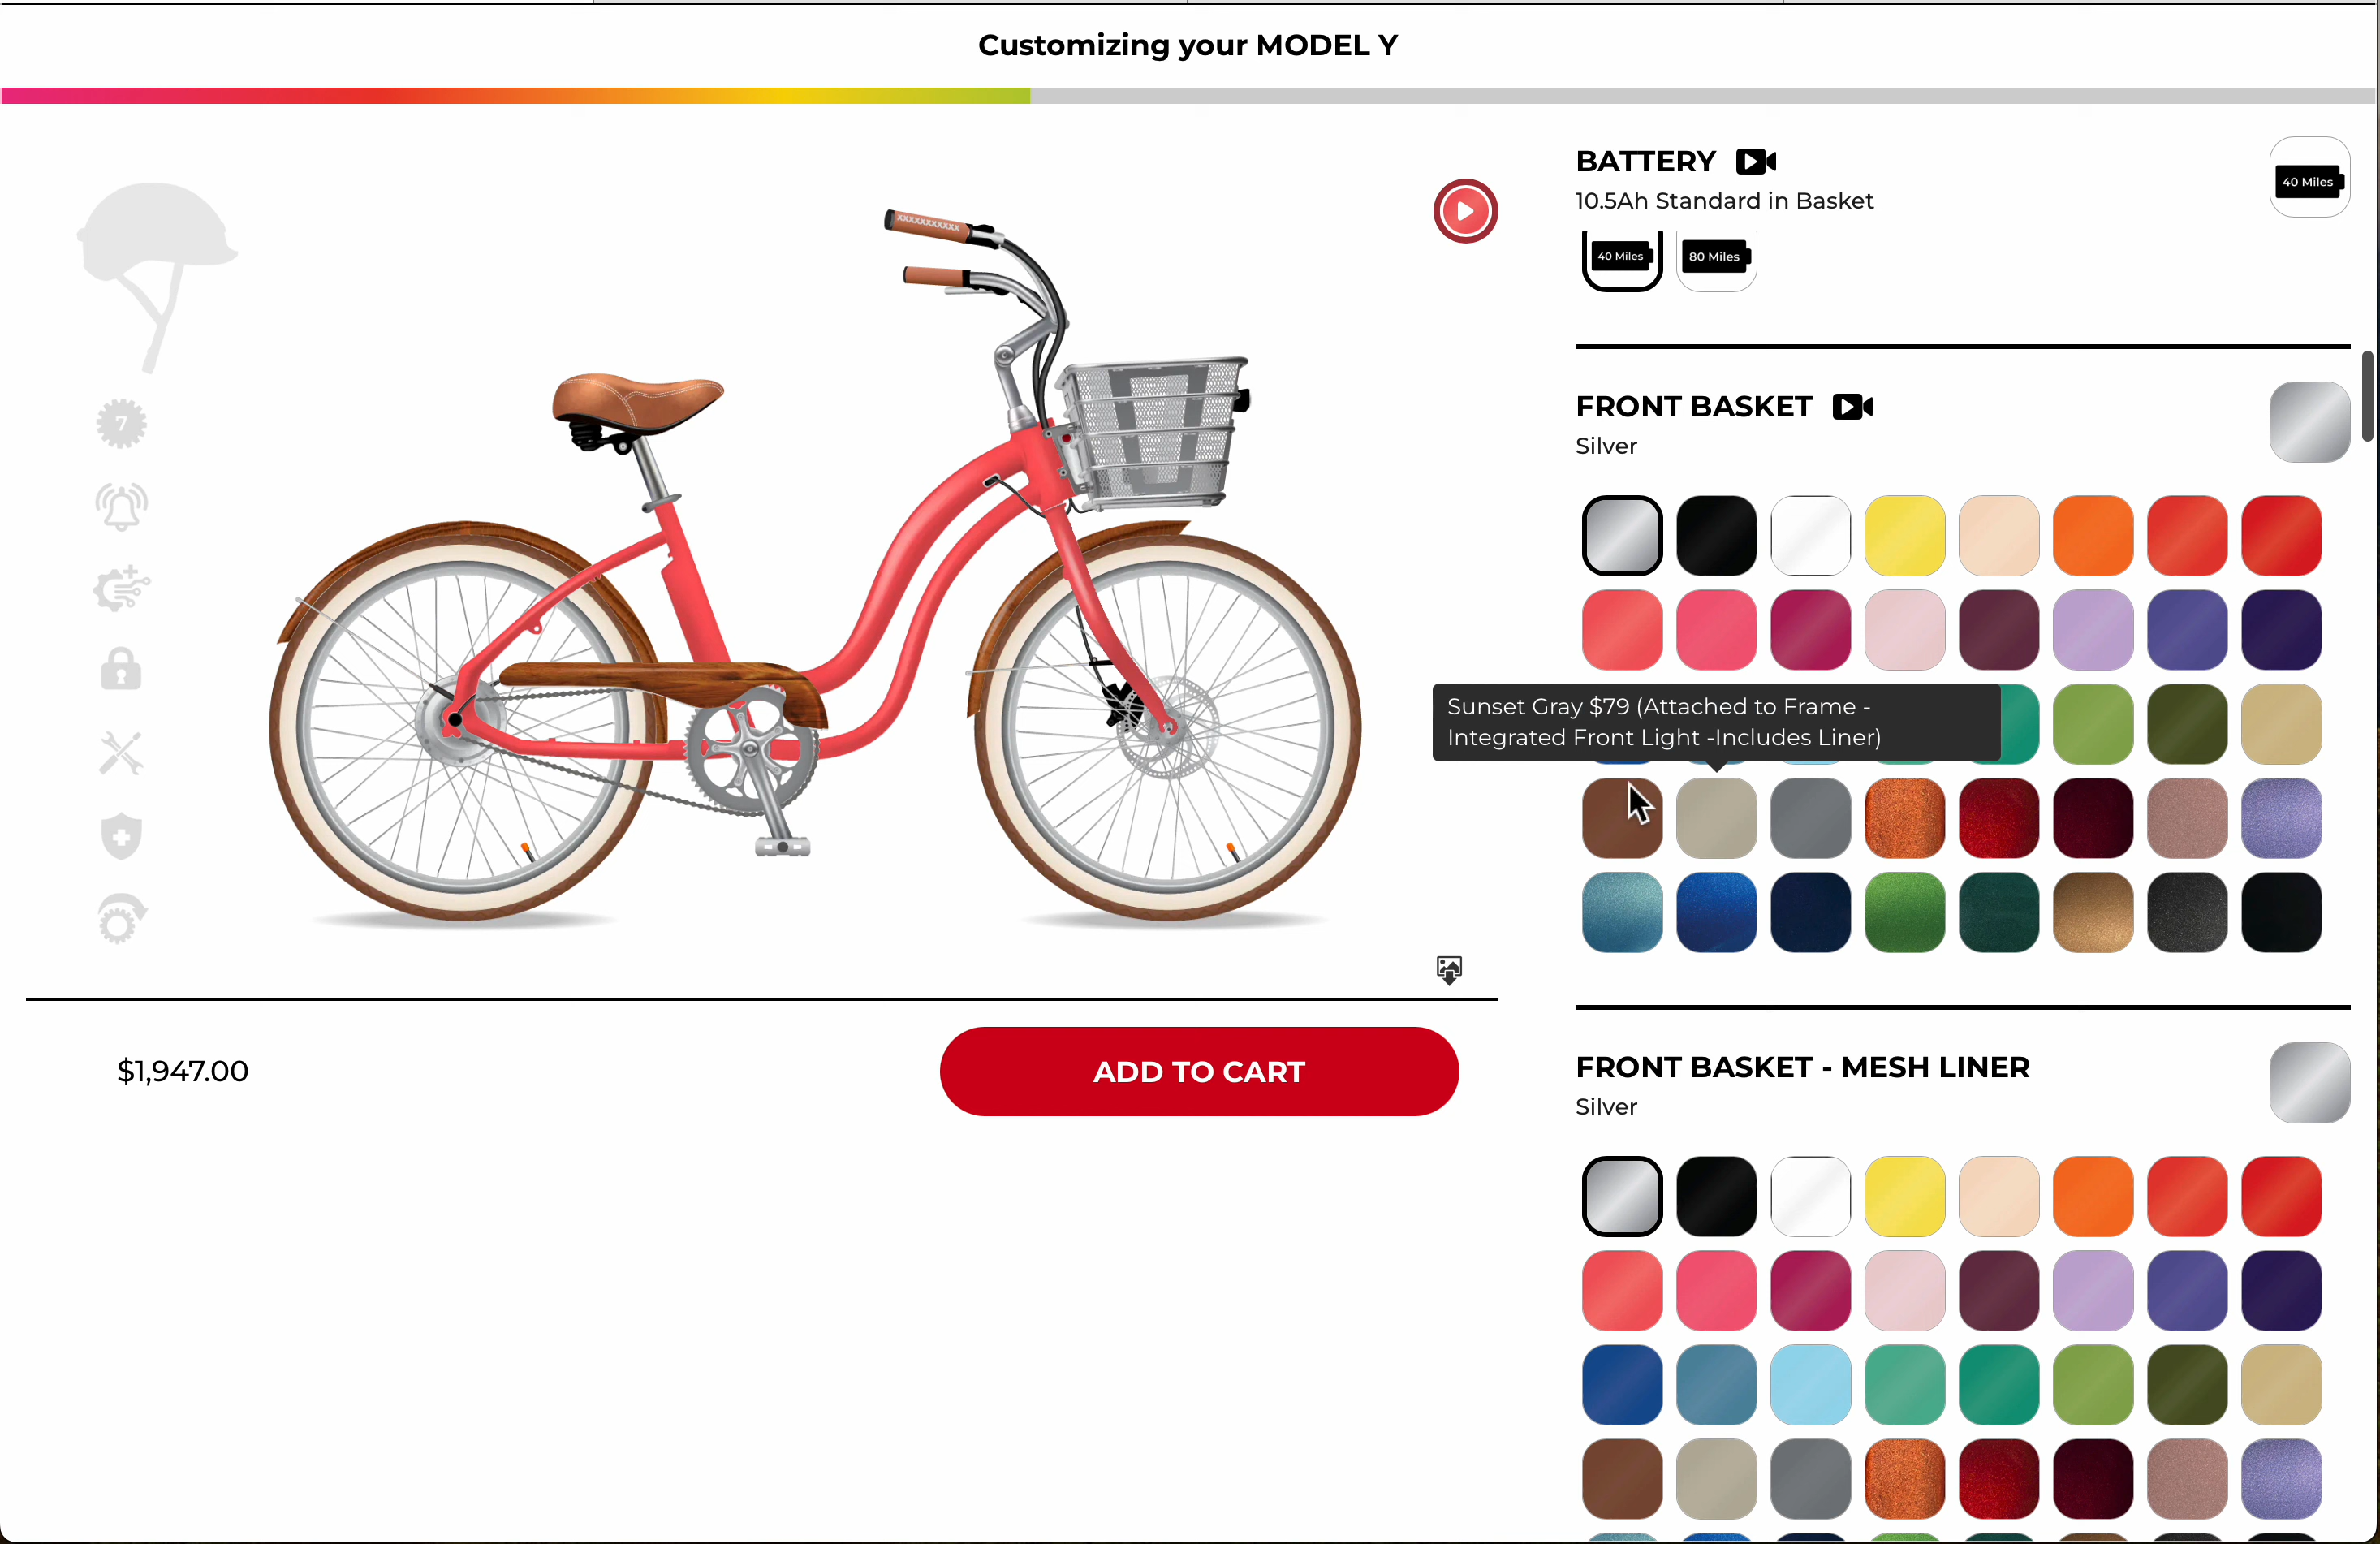 Customizing your MODEL Y
BATTERY
10.5Ah Standard in Basket
40 Miles
40 Miles
80 Miles
FRONT BASKET
Silver
Sunset Gray $79 (Attached to Frame -
Integrated Front Light -Includes Liner)
7
$1,947.00
ADD TO CART
FRONT BASKET - MESH LINER
Silver